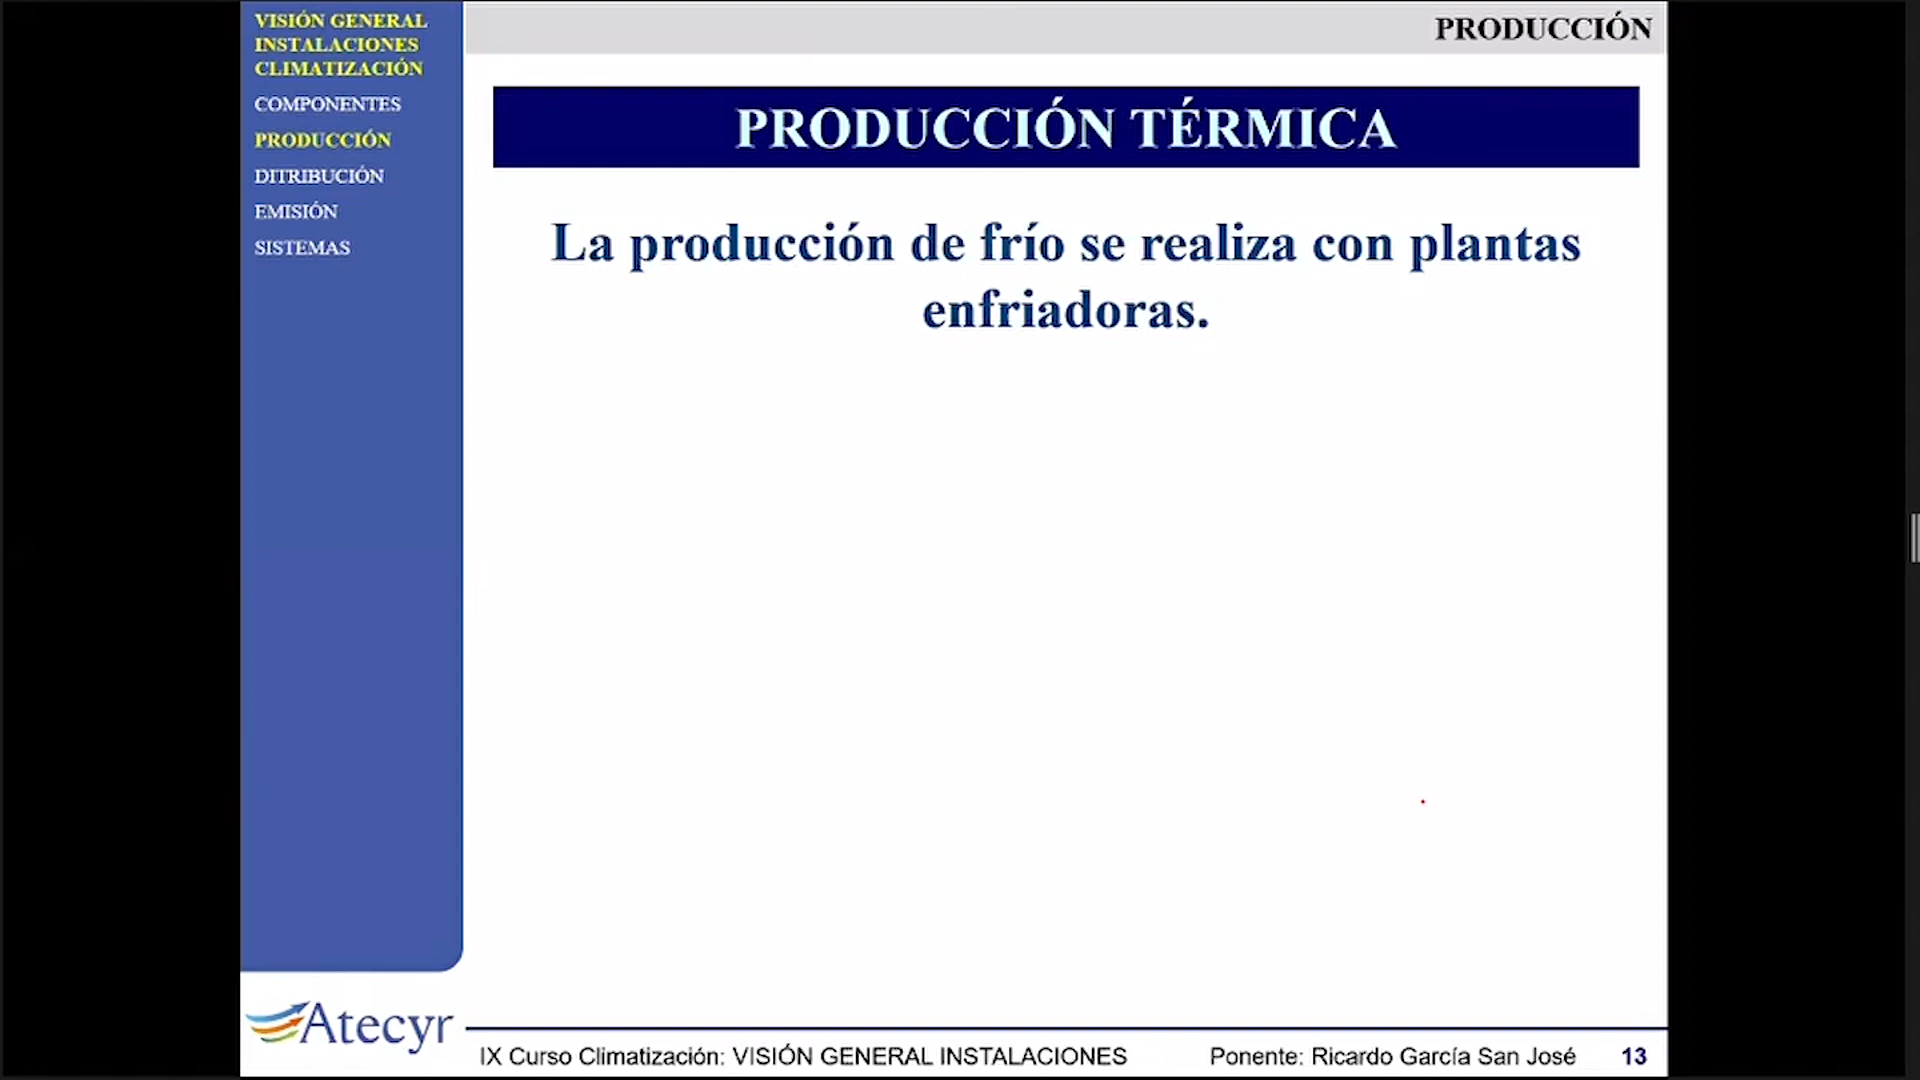 VISIÓN GENERAL
INSTALACIONES
CLIMATIZACIÓN
COMPONENTES
PRODUCCIÓN
DITRIBUCIÓN
EMISIÓN
SISTEMAS
PRODUCCIÓN
PRODUCCIÓN TÉRMICA
La producción de frío se realiza con plantas
enfriadoras.
Atecyr
IX Curso Climatización: VISIÓN GENERAL INSTALACIONES
Ponente: Ricardo García San José
13